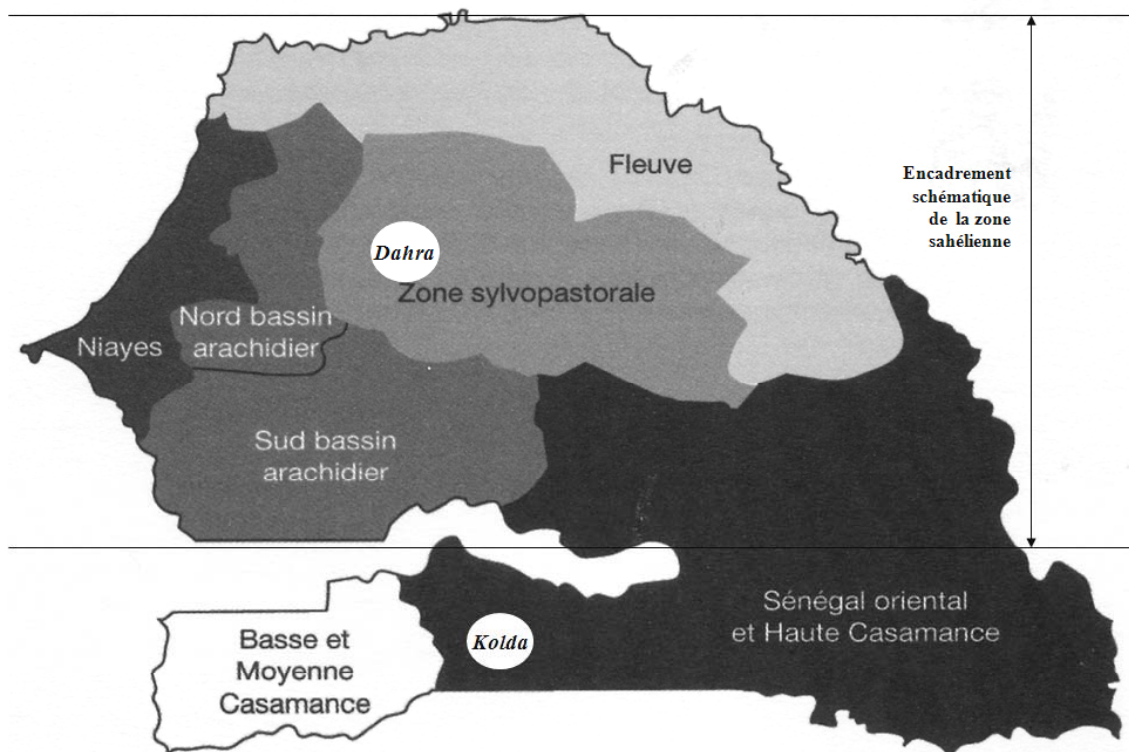 Fleuve
Encadrement
schématique
de la zone
sahélienne
Dahra
Zone sylvopastorale
Nord bassin
arachidier
Niayes
Sud bassin
arachidier
Sénégal oriental
et Haute Casamance
Kolda
Basse et
Moyenne
Casamance